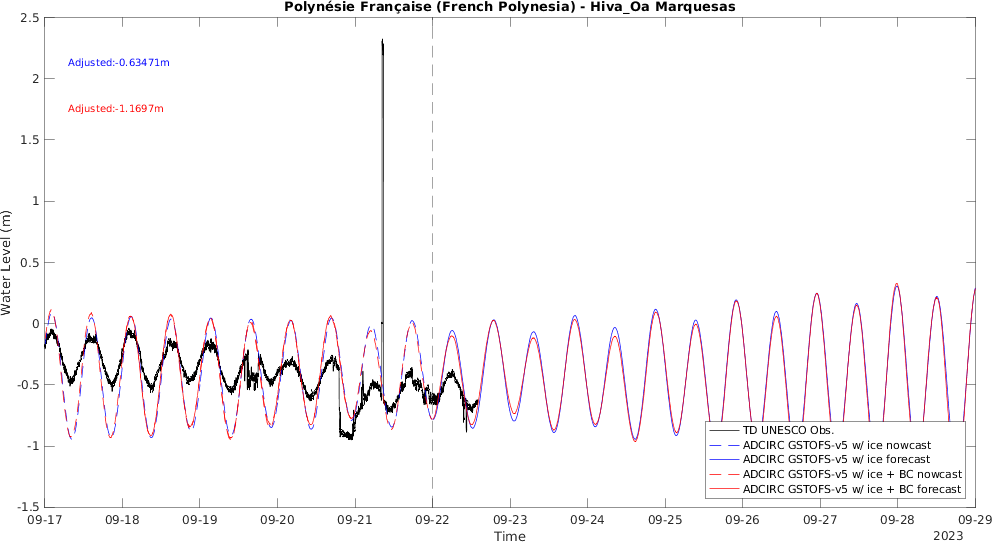 Polynésie Française (French Polynesia) - Hiva_Oa Marquesas
2.5
2
1.5
1
0.5
0
-0.5
-1
-1.5
Water Level (m)
Adjusted:-0.63471m
Adjusted:-1.1697m
TD UNESCO Obs.
ADCIRC GSTOFS-v5 w/ ice nowcast
ADCIRC GSTOFS-v5 w/ ice forecast
ADCIRC GSTOFS-v5 w/ ice + BC nowcast
ADCIRC GSTOFS-v5 w/ ice + BC forecast
09-17 09-18 09-19 09-20 09-21 09-22 09-23 09-24 09-25 09-26 09-27 09-28 09-29
Time
2023